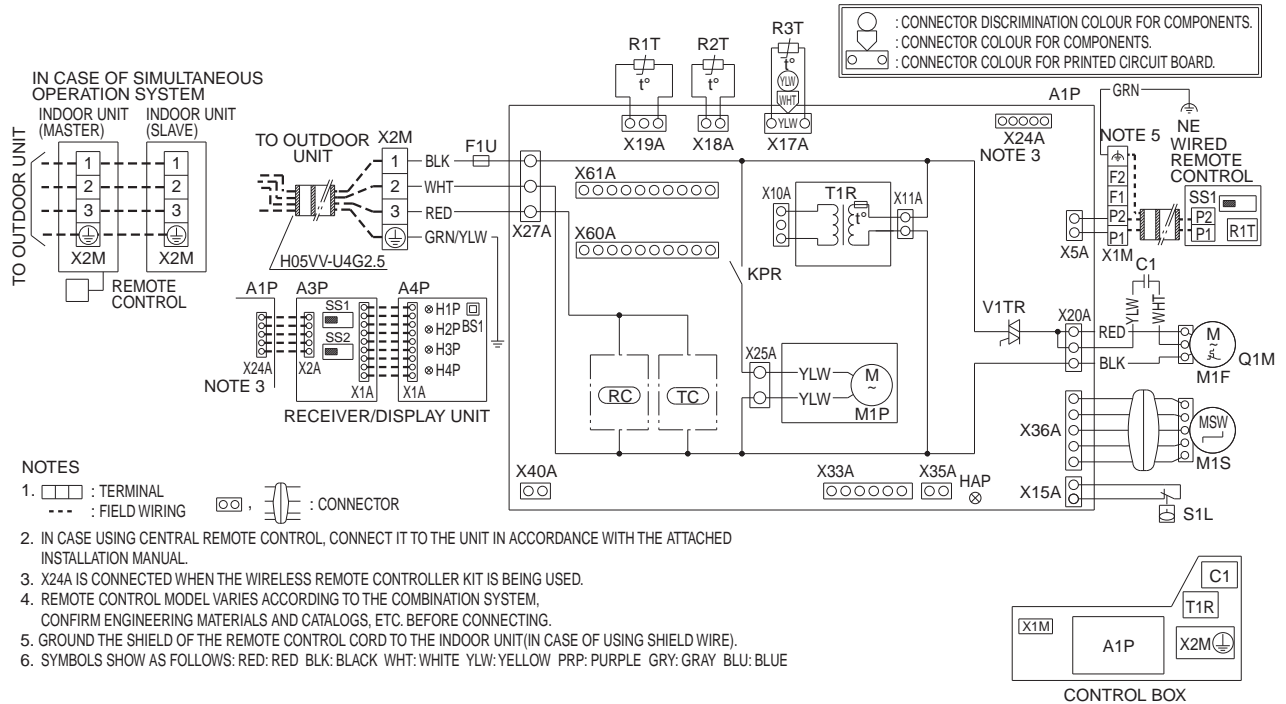 : CONNECTOR DISCRIMINATION COLOUR FOR COMPONENTS.
: CONNECTOR COLOUR FOR COMPONENTS.
: CONNECTOR COLOUR FOR PRINTED CIRCUIT BOARD.
IN CASE OF SIMULTANEOUS
OPERATION SYSTEM
INDOOR UNIT
(MASTER)
INDOOR UNIT
(SLAVE)
TO OUTDOOR UNIT
1
2
3
X2M
1
2
3
X2M
REMOTE
CONTROL
TO OUTDOOR
UNIT
X2M
1
2
3
BLK
WHT
RED
GRN/YLW
F1U
X27A
H05VV-U4G2.5
A1P
X24A
NOTE 3
A3P
SS1
SS2
X2A
X1A
A4P
H1P
H2P
H3P
H4P
BS1
X1A
RECEIVER/DISPLAY UNIT
R1T
t°
X19A
R2T
t°
X18A
R3T
t°
YLW
WHT
YLW
X17A
A1P
X24A
NOTE 3
X61A
X60A
X10A
T1R
t°
X11A
KPR
RC
TC
X25A
YLW
YLW
M
~
M1P
V1TR
X40A
X33A
X35A
HAP
GRN
NE
NOTE 5
F2
F1
P2
P1
X1M
X5A
WIRED
REMOTE
CONTROL
SS1
P2
P1
R1T
C1
YLW
WHT
X20A
RED
BLK
M
~
Q1M
M1F
X36A
MSW
M1S
X15A
S1L
NOTES
1. : TERMINAL
: FIELD WIRING
, : CONNECTOR
2. IN CASE USING CENTRAL REMOTE CONTROL, CONNECT IT TO THE UNIT IN ACCORDANCE WITH THE ATTACHED
INSTALLATION MANUAL.
3. X24A IS CONNECTED WHEN THE WIRELESS REMOTE CONTROLLER KIT IS BEING USED.
4. REMOTE CONTROL MODEL VARIES ACCORDING TO THE COMBINATION SYSTEM,
CONFIRM ENGINEERING MATERIALS AND CATALOGS, ETC. BEFORE CONNECTING.
5. GROUND THE SHIELD OF THE REMOTE CONTROL CORD TO THE INDOOR UNIT(IN CASE OF USING SHIELD WIRE).
6. SYMBOLS SHOW AS FOLLOWS: RED: RED BLK: BLACK WHT: WHITE YLW: YELLOW PRP: PURPLE GRY: GRAY BLU: BLUE
C1
T1R
X1M
A1P
X2M
CONTROL BOX